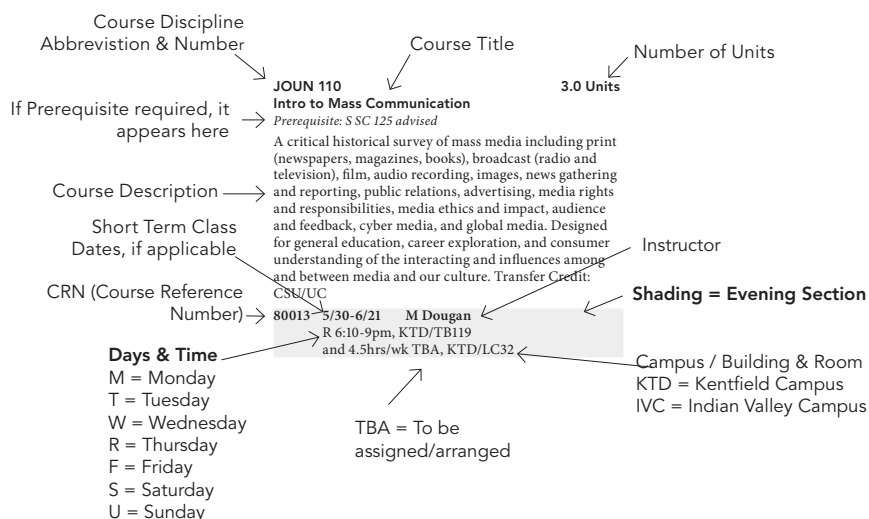 Course Discipline
Abbrevistion & Number
Course Title
Number of Units
JOUN 110
3.0 Units
Intro to Mass Communication
If Prerequisite required, it
appears here
Prerequisite: S SC 125 advised
A critical historical survey of mass media including print
(newspapers, magazines, books), broadcast (radio and
television), film, audio recording, images, news gathering
and reporting, public relations, advertising, media rights
and responsibilities, media ethics and impact, audience
and feedback, cyber media, and global media. Designed
for general education, career exploration, and consumer
understanding of the interacting and influences among
and between media and our culture. Transfer Credit:
CSU/UC
Course Description
Short Term Class
Dates, if applicable
Instructor
CRN (Course Reference
Number)
Shading = Evening Section
80013 5/30-6/21 M Dougan
R 6:10-9pm, KTD/TB119
and 4.5hrs/wk TBA, KTD/LC32
Days & Time
M = Monday
T = Tuesday
W = Wednesday
R = Thursday
F = Friday
S = Saturday
U = Sunday
TBA = To be
assigned/arranged
Campus / Building & Room
KTD = Kentfield Campus
IVC = Indian Valley Campus